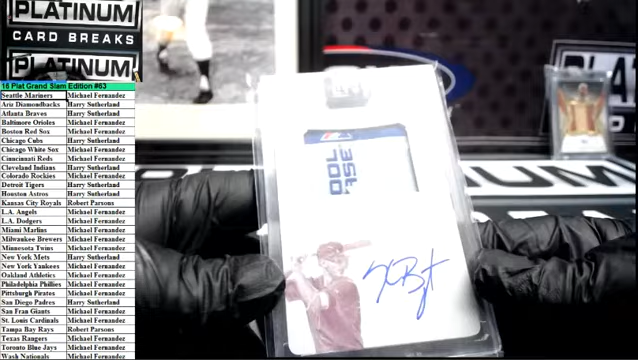 PLATINUM
CARD BREAKS
PLATINUM
16 Plat Grand Slam Edition #63
Seattle Mariners Michael Fernandez
Ariz Diamondbacks Harry Sutherland
Atlanta Braves Harry Sutherland
Baltimore Orioles Michael Fernandez
Boston Red Sox Michael Fernandez
Chicago Cubs Harry Sutherland
Chicago White Sox Michael Fernandez
Cincinnati Reds Michael Fernandez
Cleveland Indians Harry Sutherland
Colorado Rockies Michael Fernandez
Detroit Tigers Harry Sutherland
Houston Astros Harry Sutherland
Kansas City Royals Robert Parsons
L.A. Angels Michael Fernandez
L.A. Dodgers Michael Fernandez
Miami Marlins Michael Fernandez
Milwaukee Brewers Michael Fernandez
Minnesota Twins Michael Fernandez
New York Mets Harry Sutherland
New York Yankees Michael Fernandez
Oakland Athletics Michael Fernandez
Philadelphia Phillies Michael Fernandez
Pittsburgh Pirates Michael Fernandez
San Diego Padres Harry Sutherland
San Fran Giants Michael Fernandez
St. Louis Cardinals Michael Fernandez
Tampa Bay Rays Robert Parsons
Texas Rangers Michael Fernandez
Toronto Blue Jays Michael Fernandez
Wash Nationals Michael Fernandez